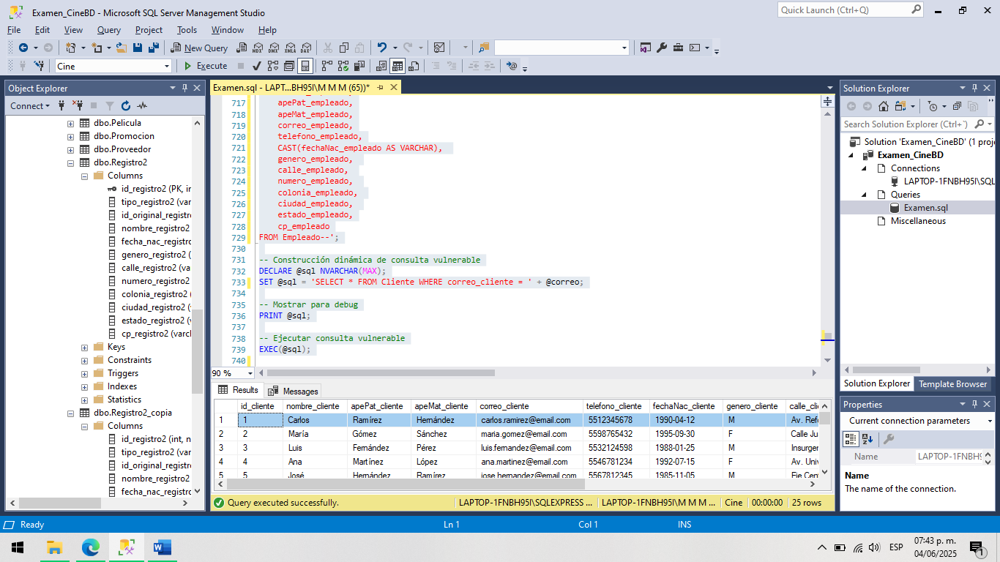 Examen_CineBD - Microsoft SQL Server Management Studio
Quick Launch (Ctrl+Q)
File Edit View Query Project Tools Window Help
New Query
MDX DMX XMLA DAX
Cine
Execute
Object Explorer
Connect
dbo.Pelicula
dbo.Promocion
dbo.Proveedor
dbo.Registro2
Columns
id_registro2 (PK, in
tipo_registro2 (var
id_original_registro
nombre_registro2
fecha_nac_registro
genero_registro2 (
calle_registro2 (var
numero_registro2
colonia_registro2 (
ciudad_registro2 (v
estado_registro2 (v
cp_registro2 (varch
Keys
Constraints
Triggers
Indexes
Statistics
dbo.Registro2_copia
Columns
id_registro2 (int, n
tipo_registro2 (var
id_original_registro
nombre_registro2
fecha_nac_registro
Examen.sql - LAPT...BH95I\M M M (65))*
717 apePat_empleado,
718 apeMat_empleado,
719 correo_empleado,
720 telefono_empleado,
721 CAST(fechaNac_empleado AS VARCHAR),
722 genero_empleado,
723 calle_empleado,
724 numero_empleado,
725 colonia_empleado,
726 ciudad_empleado,
727 estado_empleado,
728 cp_empleado
729 FROM Empleado--';
730
731 -- Construcción dinámica de consulta vulnerable
732 DECLARE @sql NVARCHAR(MAX);
733 SET @sql = 'SELECT * FROM Cliente WHERE correo_cliente = ' + @correo;
734
735 -- Mostrar para debug
736 PRINT @sql;
737
738 -- Ejecutar consulta vulnerable
739 EXEC(@sql);
740
90 %
Results Messages
id_cliente nombre_cliente apePat_cliente apeMat_cliente correo_cliente telefono_cliente fechaNac_cliente genero_cliente calle_clie
1 1 Carlos Ramírez Hernández carlos.ramirez@email.com 5512345678 1990-04-12 M Av. Refo
2 2 María Gómez Sánchez maria.gomez@email.com 5598765432 1995-09-30 F Calle Ju
3 3 Luis Fernández Pérez luis.fernandez@email.com 5532124598 1988-01-25 M Insurgen
4 4 Ana Martínez López ana.martinez@email.com 5546781234 1992-07-15 F Av. Univ
5 5 José Hernández Ramírez jose.hernandez@email.com 5567812345 1985-11-05 M Eje Cen
Query executed successfully.
LAPTOP-1FNBH95I\SQLEXPRESS ... LAPTOP-1FNBH95I\M M M ... Cine 00:00:00 25 rows
Solution Explorer
Search Solution Explorer (Ctrl+¨)
Solution 'Examen_CineBD' (1 proje
Examen_CineBD
Connections
LAPTOP-1FNBH95I\SQL
Queries
Examen.sql
Miscellaneous
Solution Explorer Template Browser
Properties
Current connection parameters
Name LAPTOP-1FNBH9
Name
The name of the connection.
Ready Ln 1 Col 1 INS
ESP
07:43 p. m.
04/06/2025
1